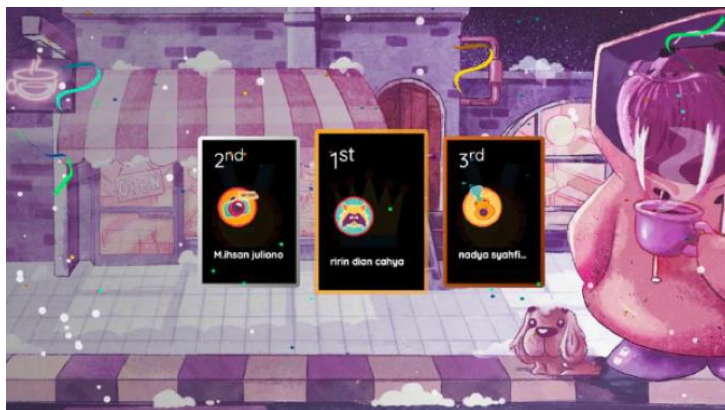 OPEN
2nd
M.ihsan juliono
1st
ririn dian cahya
3rd
nadya syahfi...